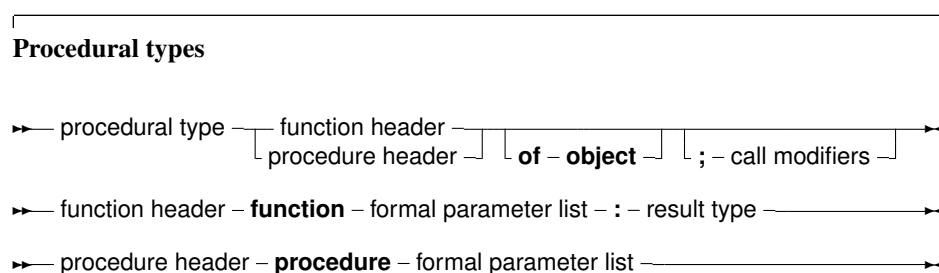 Procedural types
procedural type function header
procedure header of object ; call modifiers
function header function formal parameter list : result type
procedure header procedure formal parameter list